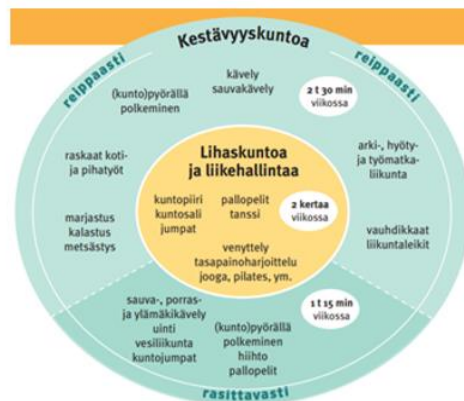 Kestävyyskuntoa
reippaasti
reippaasti
kävely
sauvakävely
(kunto)pyörällä
polkeminen
2 t 30 min
viikossa
raskaat koti-
ja pihatyöt
marjastus
kalastus
metsästys
arki-, hyöty-
ja työmatka-
liikunta
vauhdikkaat
liikuntaleikit
Lihaskuntoa
ja liikehallintaa
kuntopiiri
kuntosali
jumpat
pallopelit
tanssi
2 kertaa
viikossa
venyttely
tasapainoharjoittelu
jooga, pilates, ym.
sauva-, porras-
ja ylämäkikävely
uinti
vesiliikunta
kuntojumpat
(kunto)pyörällä
polkeminen
hiihto
pallopelit
1 t 15 min
viikossa
rasittavasti